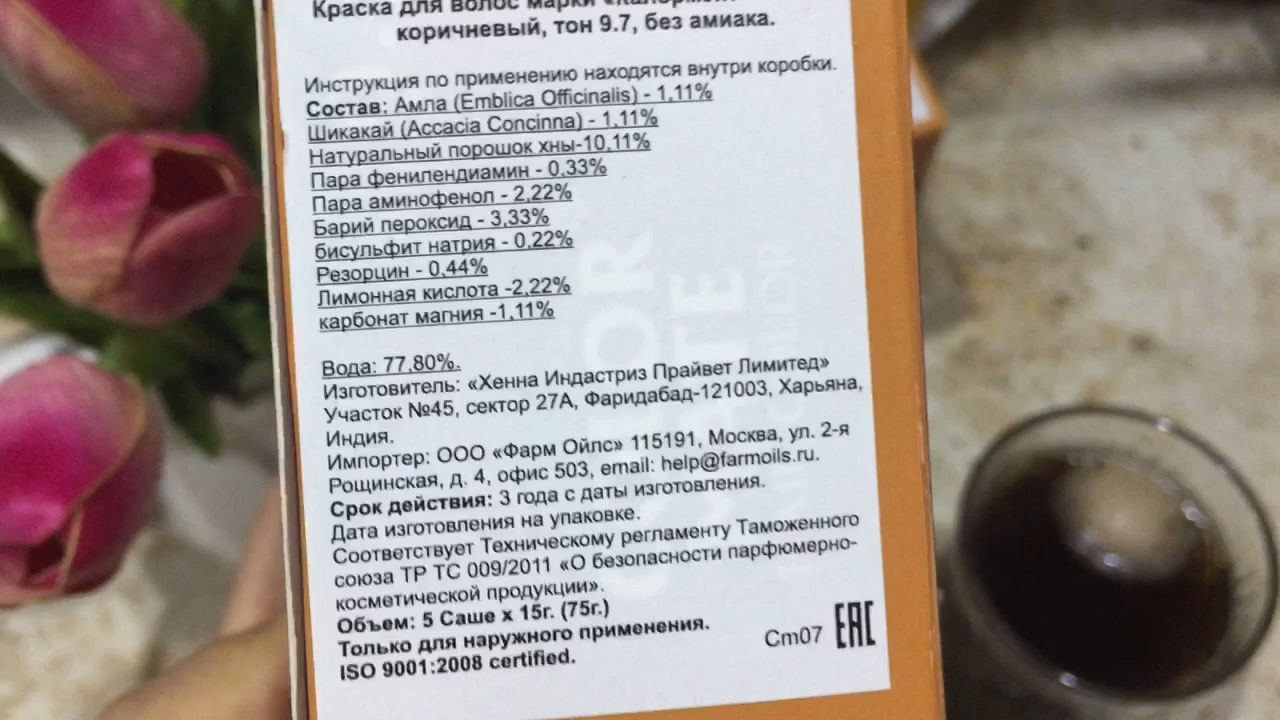 Краска для волос марки
коричневый, тон 9.7, без амиака.
Инструкция по применению находятся внутри коробки.
Состав: Амла (Emblica Officinalis) - 1,11%
Шикакай (Accacia Concinna) - 1,11%
Натуральный порошок хны-10,11%
Пара фенилендиамин - 0,33%
Пара аминофенол - 2,22%
Барий пероксид - 3,33%
бисульфит натрия - 0,22%
Резорцин - 0,44%
Лимонная кислота -2,22%
карбонат магния -1,11%
Вода: 77,80%.
Изготовитель: «Хенна Индастриз Прайвет Лимитед»
Участок №45, сектор 27А, Фаридабад-121003, Харьяна,
Индия.
Импортер: ООО «Фарм Ойлс» 115191, Москва, ул. 2-я
Рощинская, д. 4, офис 503, email: help@farmoils.ru.
Срок действия: 3 года с даты изготовления.
Дата изготовления на упаковке.
Соответствует Техническому регламенту Таможенного
союза ТР ТС 009/2011 «О безопасности парфюмерно-
косметической продукции».
Объем: 5 Саше х 15г. (75г.)
Только для наружного применения.
ISO 9001:2008 certified.
Cm07 EAC